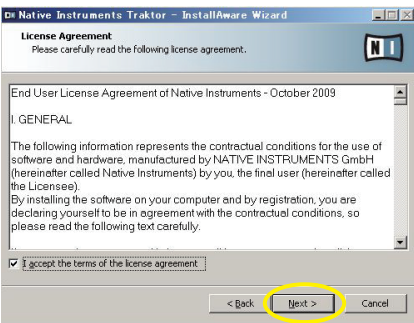 Native Instruments Traktor - InstallAware Wizard
License Agreement
Please carefully read the following license agreement.
NI
End User License Agreement of Native Instruments - October 2009
I. GENERAL
The following information represents the contractual conditions for the use of
software and hardware, manufactured by NATIVE INSTRUMENTS GmbH
(hereinafter called Native Instruments) by you, the final user (hereinafter called
the Licensee).
By installing the software on your computer and by registration, you are
declaring yourself to be in agreement with the contractual conditions, so
please read the following text carefully.
I accept the terms of the license agreement
< Back
Next >
Cancel